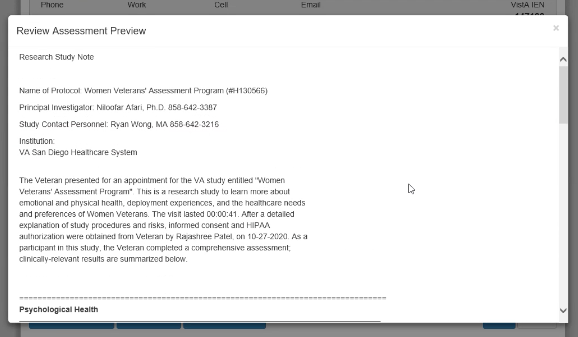 Phone Work Cell Email VistA IEN
Review Assessment Preview ×
Research Study Note
Name of Protocol: Women Veterans' Assessment Program (#H130566)
Principal Investigator: Niloofar Afari, Ph.D. 858-642-3387
Study Contact Personnel: Ryan Wong, MA 858-642-3216
Institution:
VA San Diego Healthcare System
The Veteran presented for an appointment for the VA study entitled "Women
Veterans' Assessment Program". This is a research study to learn more about
emotional and physical health, deployment experiences, and the healthcare needs
and preferences of Women Veterans. The visit lasted 00:00:41. After a detailed
explanation of study procedures and risks, informed consent and HIPAA
authorization were obtained from Veteran by Rajashree Patel, on 10-27-2020. As a
participant in this study, the Veteran completed a comprehensive assessment;
clinically-relevant results are summarized below.
================================================================================
Psychological Health